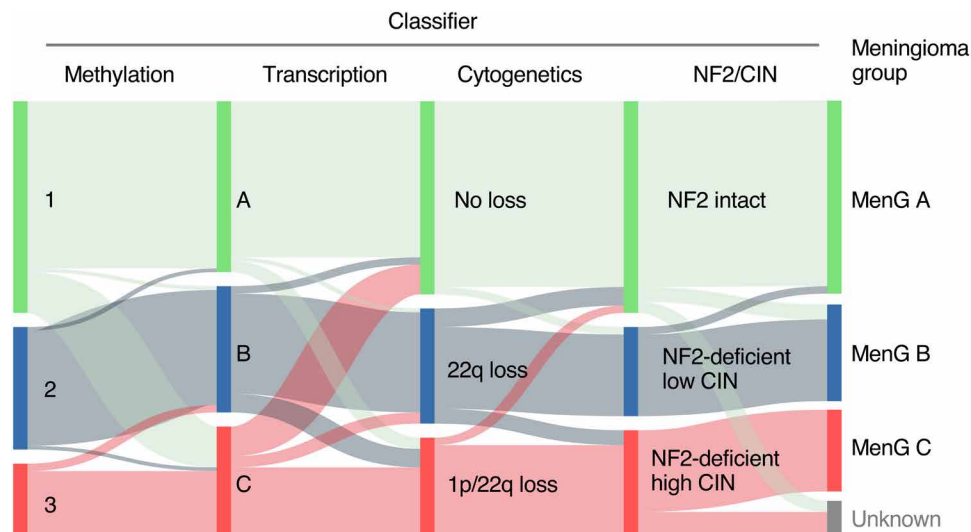 Classifier
Meningioma
group
Methylation
Transcription
Cytogenetics
NF2/CIN
1
A
No loss
NF2 intact
MenG A
2
B
22q loss
NF2-deficient
low CIN
MenG B
3
C
1p/22q loss
NF2-deficient
high CIN
MenG C
Unknown